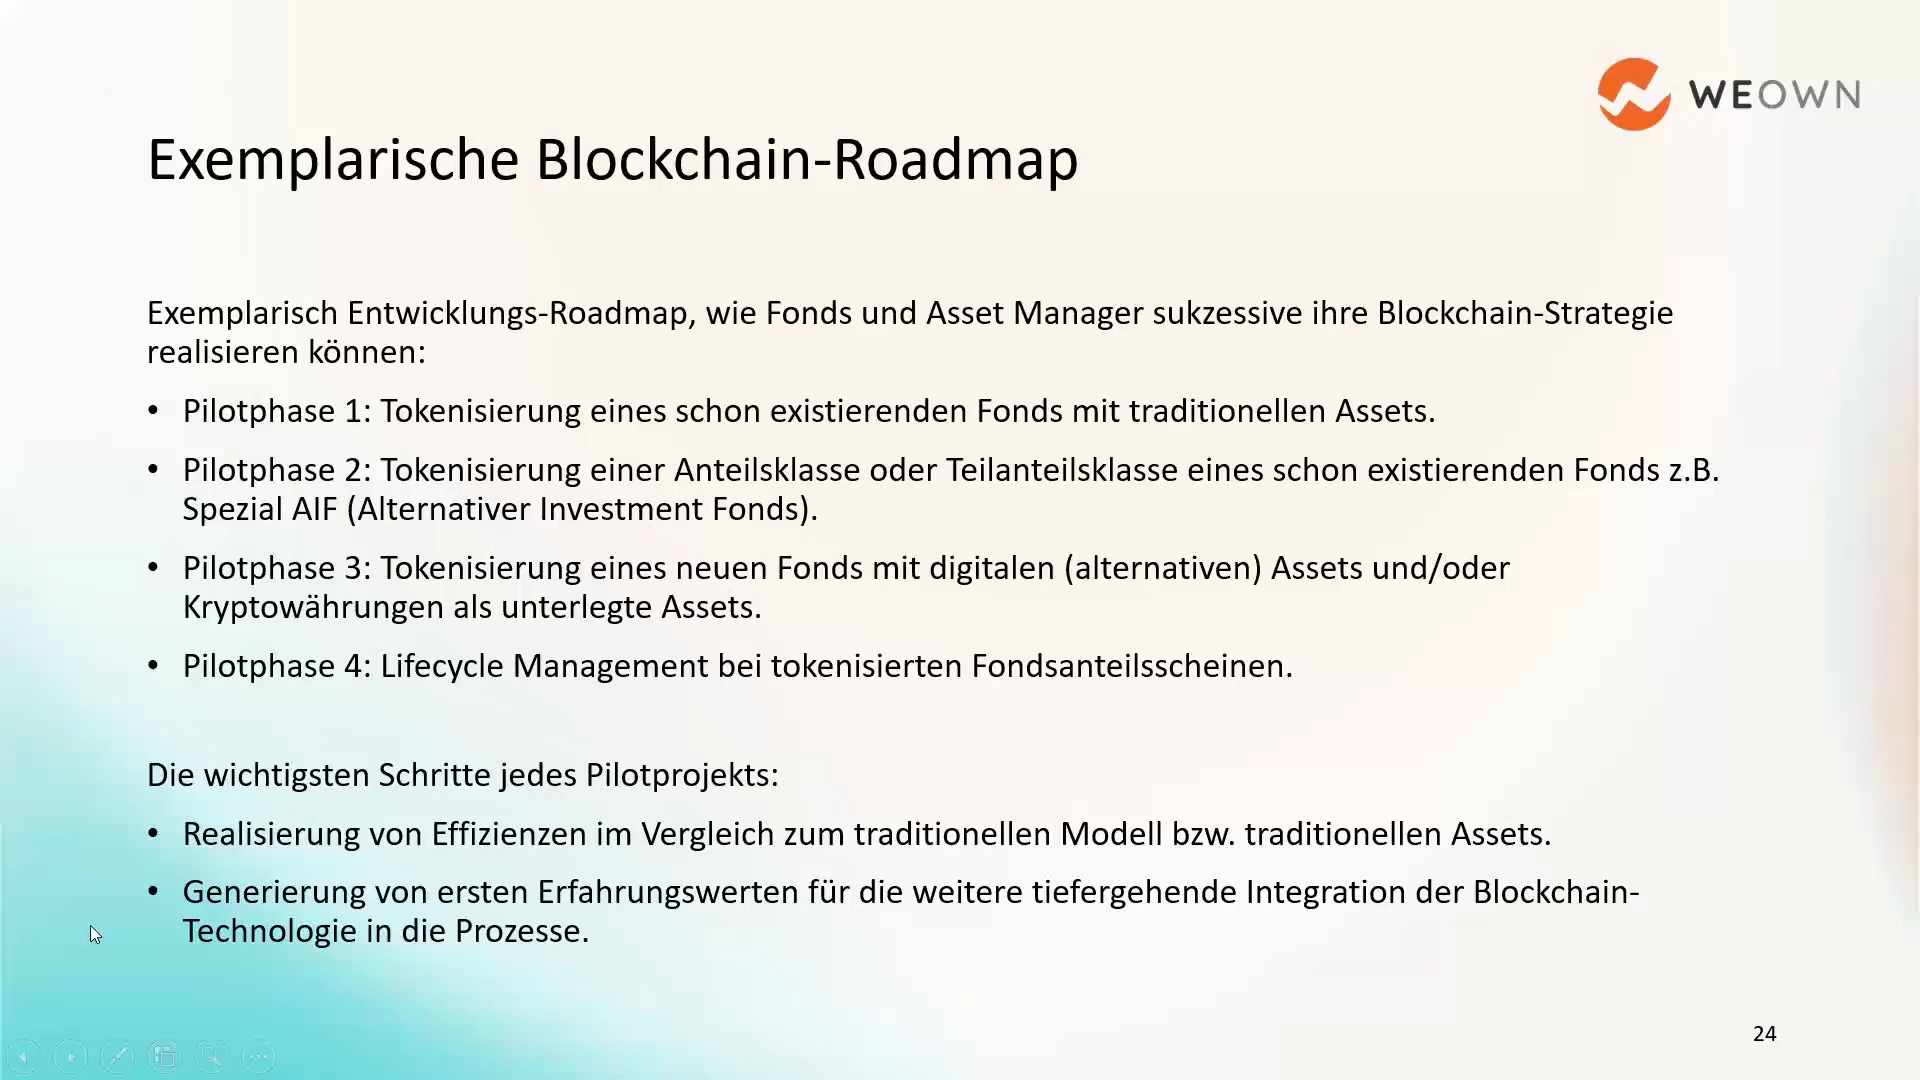 WEOWN
Exemplarische Blockchain-Roadmap
Exemplarisch Entwicklungs-Roadmap, wie Fonds und Asset Manager sukzessive ihre Blockchain-Strategie
realisieren können:
• Pilotphase 1: Tokenisierung eines schon existierenden Fonds mit traditionellen Assets.
• Pilotphase 2: Tokenisierung einer Anteilsklasse oder Teilanteilsklasse eines schon existierenden Fonds z.B.
Spezial AIF (Alternativer Investment Fonds).
• Pilotphase 3: Tokenisierung eines neuen Fonds mit digitalen (alternativen) Assets und/oder
Kryptowährungen als unterlegte Assets.
• Pilotphase 4: Lifecycle Management bei tokenisierten Fondsanteilsscheinen.
Die wichtigsten Schritte jedes Pilotprojekts:
• Realisierung von Effizienzen im Vergleich zum traditionellen Modell bzw. traditionellen Assets.
• Generierung von ersten Erfahrungswerten für die weitere tiefergehende Integration der Blockchain-
Technologie in die Prozesse.
24